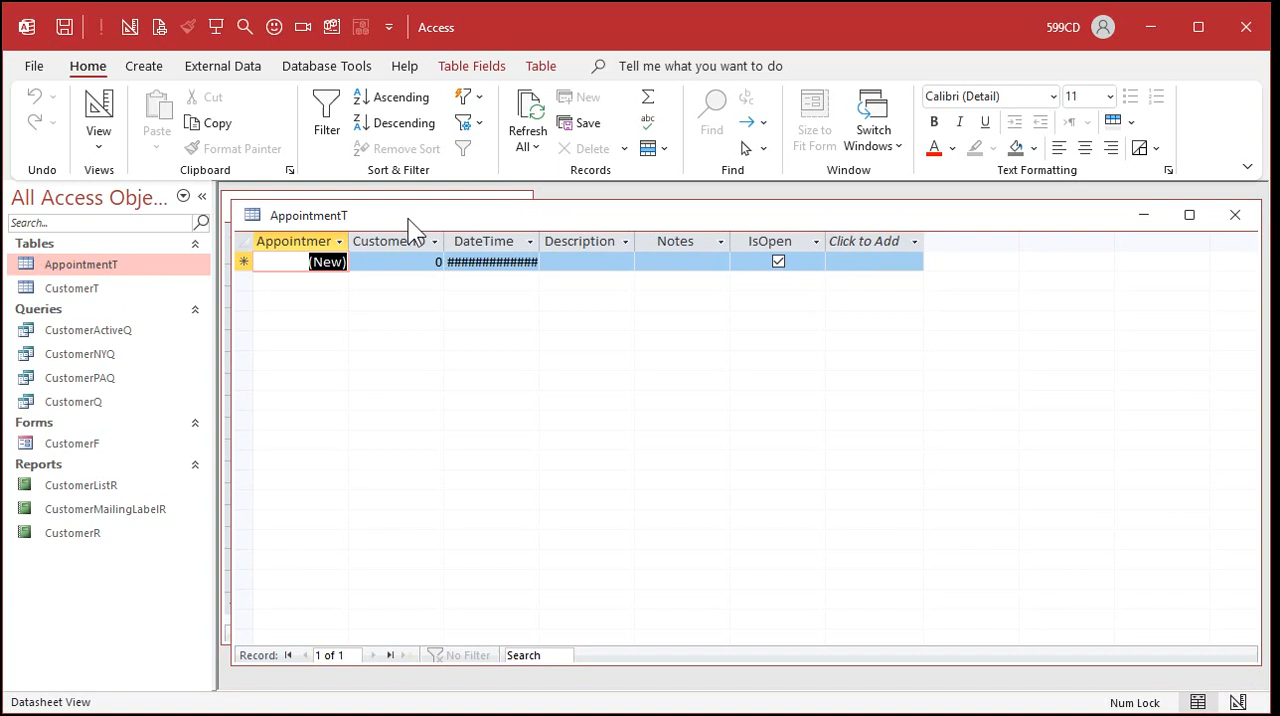 Access
599CD
File Home Create External Data Database Tools Help Table Fields Table Tell me what you want to do
Undo
View
Views
Paste
Cut
Copy
Format Painter
Clipboard
Filter
Ascending
Descending
Remove Sort
Sort & Filter
Refresh All
New
Save
Delete
Records
Find
Find
Size to Fit Form
Switch Windows
Window
Calibri (Detail) 11
Text Formatting
All Access Obje...
Search...
Tables
AppointmentT
CustomerT
Queries
CustomerActiveQ
CustomerNYQ
CustomerPAQ
CustomerQ
Forms
CustomerF
Reports
CustomerListR
CustomerMailingLabelR
CustomerR
AppointmentT
Appointmer DateTime Description Notes IsOpen Click to Add
(New) 0 #############
Record: 1 of 1 No Filter Search
Datasheet View
Num Lock